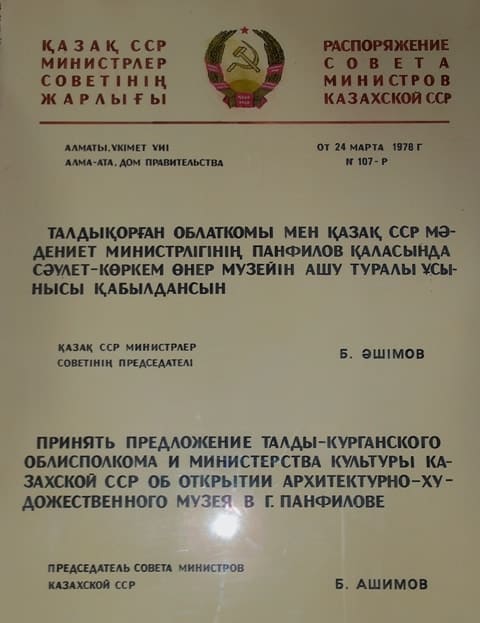 ҚАЗАҚ ССР
МИНИСТРЛЕР
СОВЕТІНІҢ
ЖАРЛЫҒЫ
РАСПОРЯЖЕНИЕ
СОВЕТА
МИНИСТРОВ
КАЗАХСКОЙ ССР
АЛМАТЫ, ҮКІМЕТ ҮЙІ
АЛМА-АТА, ДОМ ПРАВИТЕЛЬСТВА
ОТ 24 МАРТА 1978 Г
N 107-Р
ТАЛДЫҚОРҒАН ОБЛАТКОМЫ МЕН ҚАЗАҚ ССР МӘ-
ДЕНИЕТ МИНИСТРЛІГІНІҢ ПАНФИЛОВ ҚАЛАСЫНДА
СӘУЛЕТ-КӨРКЕМ ӨНЕР МУЗЕЙІН АШУ ТУРАЛЫ ҰСЫ-
НЫСЫ ҚАБЫЛДАНСЫН
ҚАЗАҚ ССР МИНИСТРЛЕР
СОВЕТІНІҢ ПРЕДСЕДАТЕЛІ
Б. ӘШІМОВ
ПРИНЯТЬ ПРЕДЛОЖЕНИЕ ТАЛДЫ-КУРГАНСКОГО
ОБЛИСПОЛКОМА И МИНИСТЕРСТВА КУЛЬТУРЫ КА-
ЗАХСКОЙ ССР ОБ ОТКРЫТИИ АРХИТЕКТУРНО-ХУ-
ДОЖЕСТВЕННОГО МУЗЕЯ В Г. ПАНФИЛОВЕ
ПРЕДСЕДАТЕЛЬ СОВЕТА МИНИСТРОВ
КАЗАХСКОЙ ССР
Б. АШИМОВ